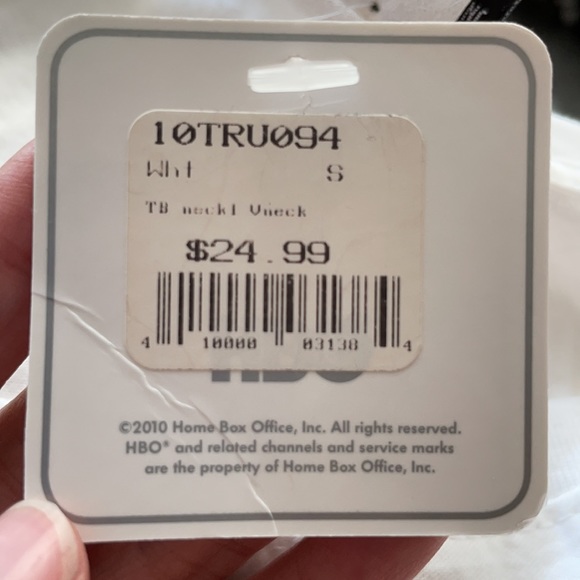 10TRU094
Wht S
TB neckl Vneck
$24.99
4 10000 03138 4
HBO
©2010 Home Box Office, Inc. All rights reserved.
HBO® and related channels and service marks
are the property of Home Box Office, Inc.